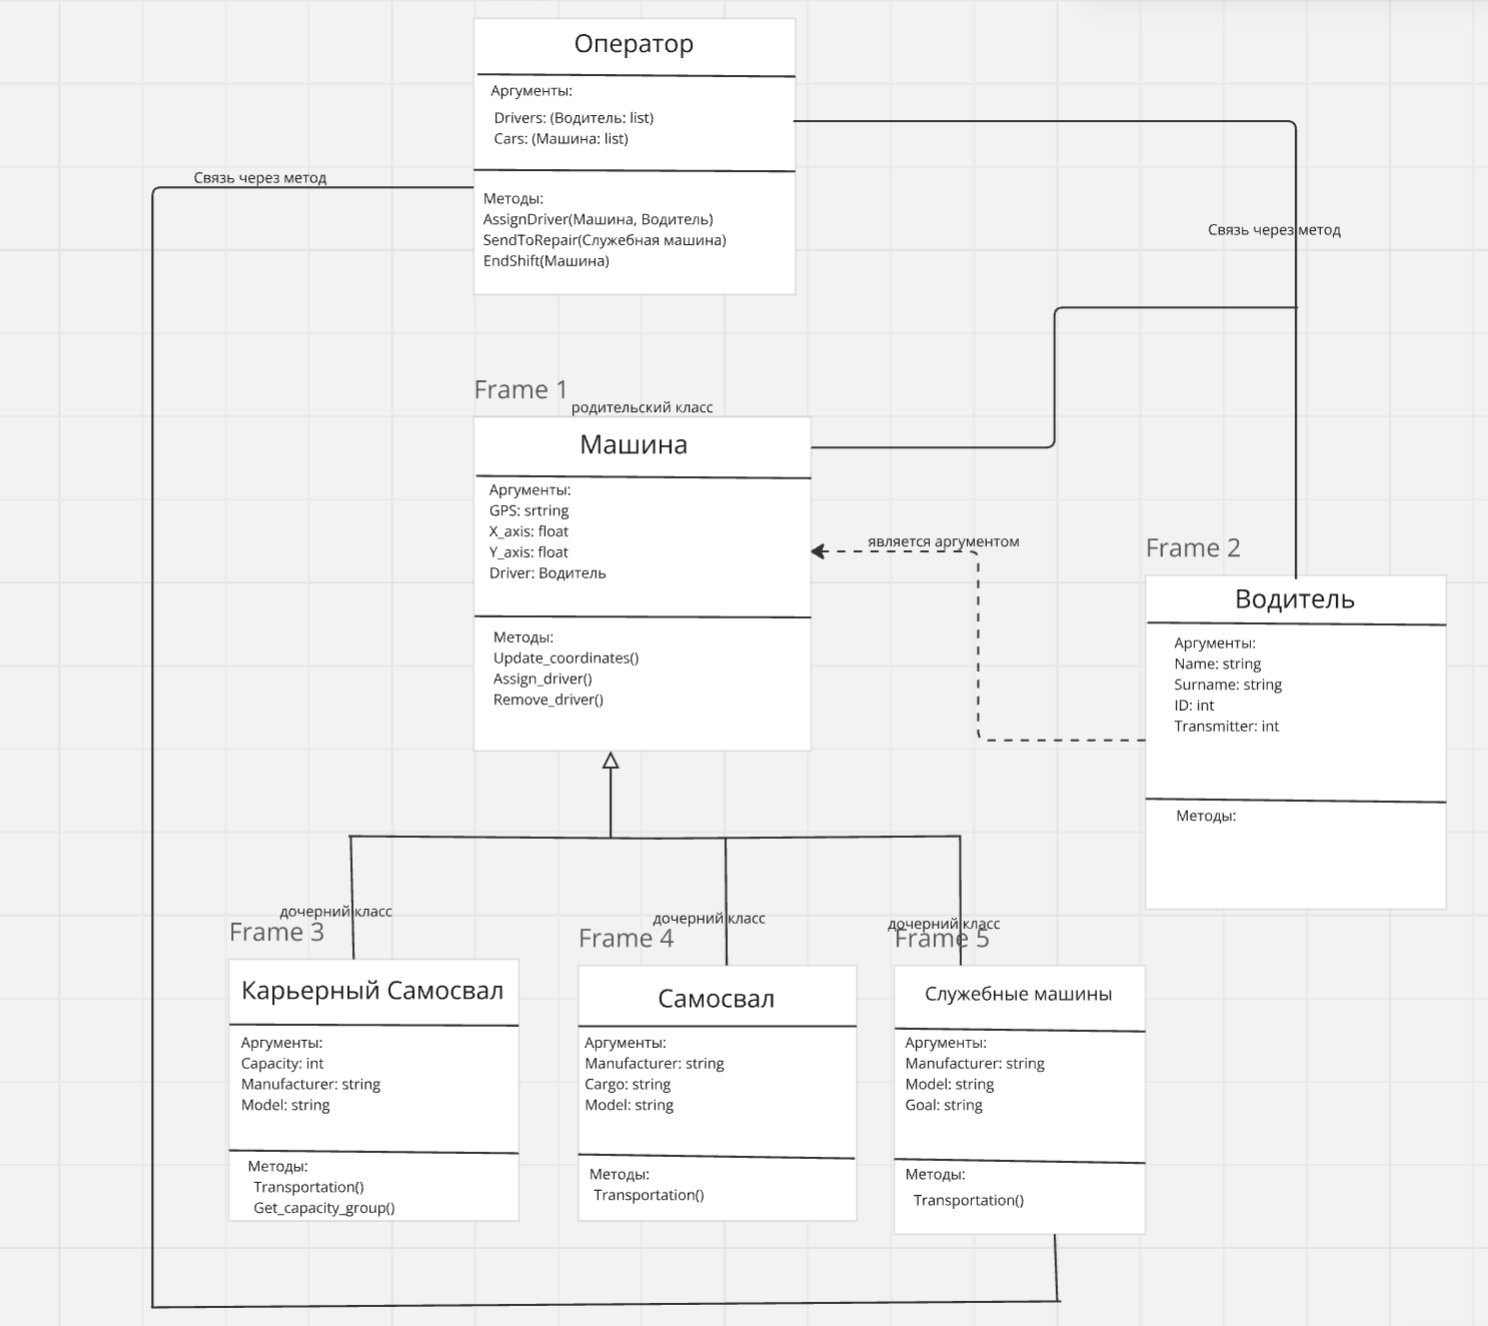 Оператор
Аргументы:
Drivers: (Водитель: list)
Cars: (Машина: list)
Связь через метод
Методы:
AssignDriver(Машина, Водитель)
SendToRepair(Служебная машина)
EndShift(Машина)
Связь через метод
Frame 1
родительский класс
Машина
Аргументы:
GPS: srtring
X_axis: float
Y_axis: float
Driver: Водитель
Методы:
Update_coordinates()
Assign_driver()
Remove_driver()
является аргументом
Frame 2
Водитель
Аргументы:
Name: string
Surname: string
ID: int
Transmitter: int
Методы:
дочерний класс
Frame 3
Карьерный Самосвал
Аргументы:
Capacity: int
Manufacturer: string
Model: string
Методы:
Transportation()
Get_capacity_group()
дочерний класс
Frame 4
Самосвал
Аргументы:
Manufacturer: string
Cargo: string
Model: string
Методы:
Transportation()
дочерний класс
Frame 5
Служебные машины
Аргументы:
Manufacturer: string
Model: string
Goal: string
Методы:
Transportation()